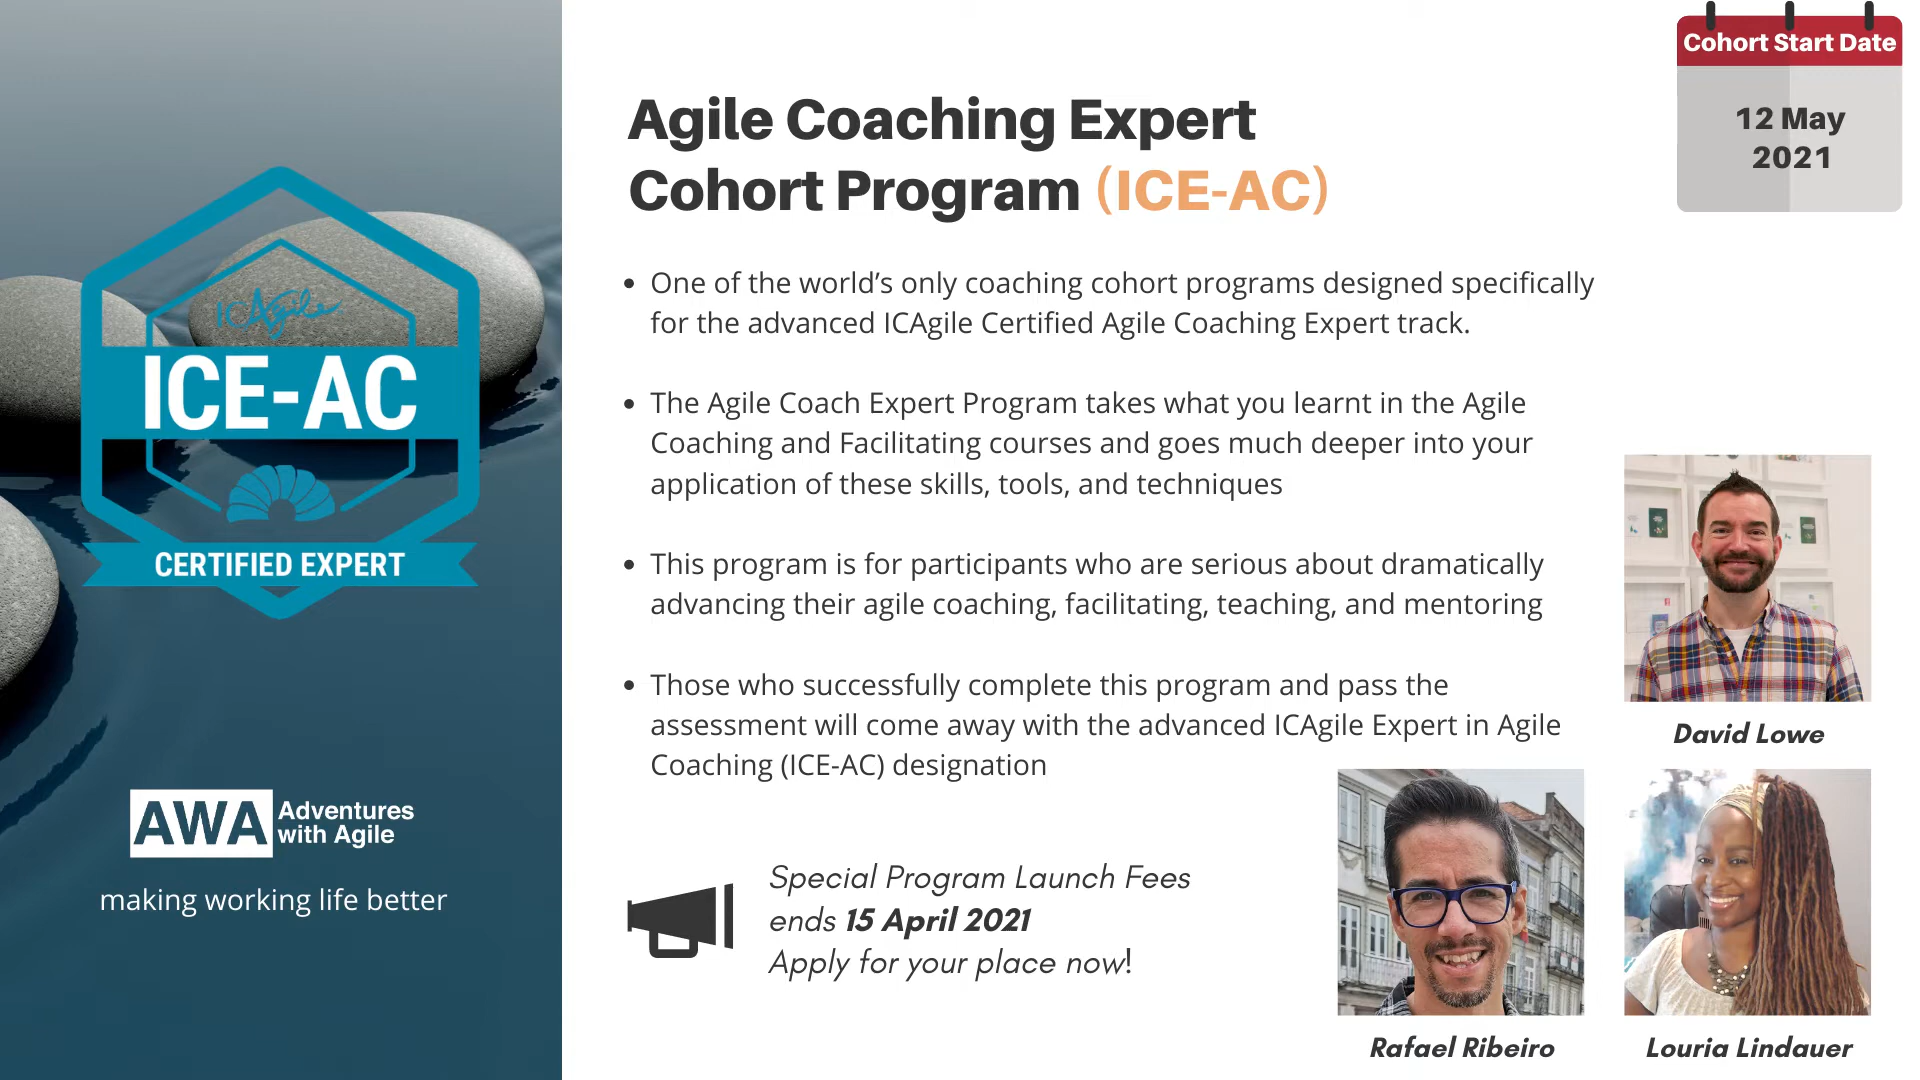 Cohort Start Date
12 May
2021
Agile Coaching Expert
Cohort Program (ICE-AC)
• One of the world’s only coaching cohort programs designed specifically
for the advanced ICAgile Certified Agile Coaching Expert track.
• The Agile Coach Expert Program takes what you learnt in the Agile
Coaching and Facilitating courses and goes much deeper into your
application of these skills, tools, and techniques
• This program is for participants who are serious about dramatically
advancing their agile coaching, facilitating, teaching, and mentoring
• Those who successfully complete this program and pass the
assessment will come away with the advanced ICAgile Expert in Agile
Coaching (ICE-AC) designation
Special Program Launch Fees
ends 15 April 2021
Apply for your place now!
David Lowe
Rafael Ribeiro
Louria Lindauer
ICAgile
ICE-AC
CERTIFIED EXPERT
AWA Adventures
with Agile
making working life better